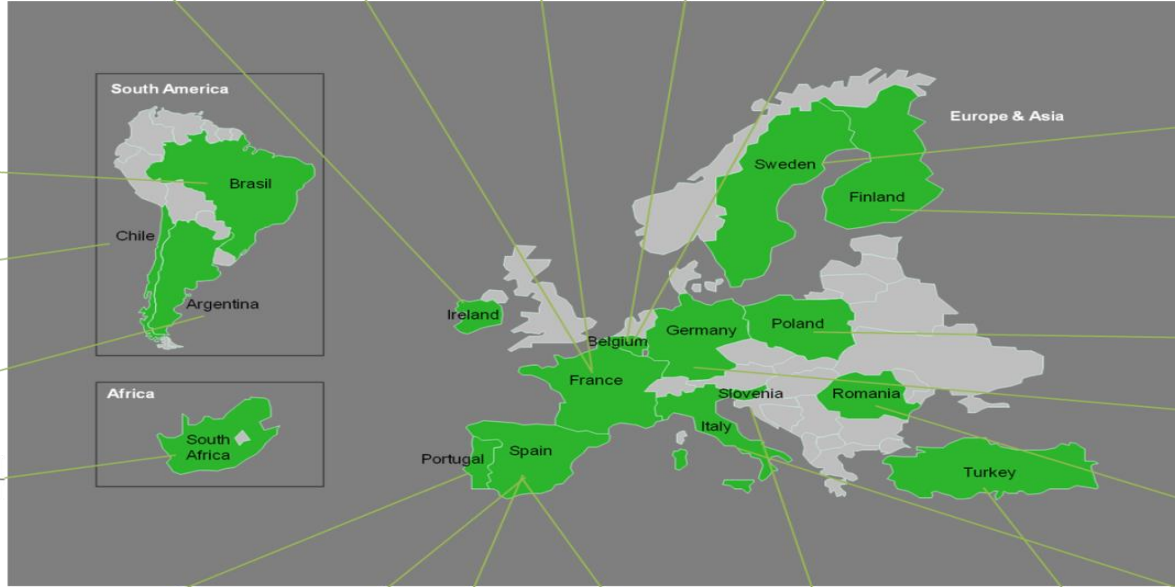 South America
Brasil
Chile
Argentina
Africa
South
Africa
Europe & Asia
Sweden
Finland
Ireland
Belgium
Germany
Poland
France
Slovenia
Romania
Italy
Portugal
Spain
Turkey